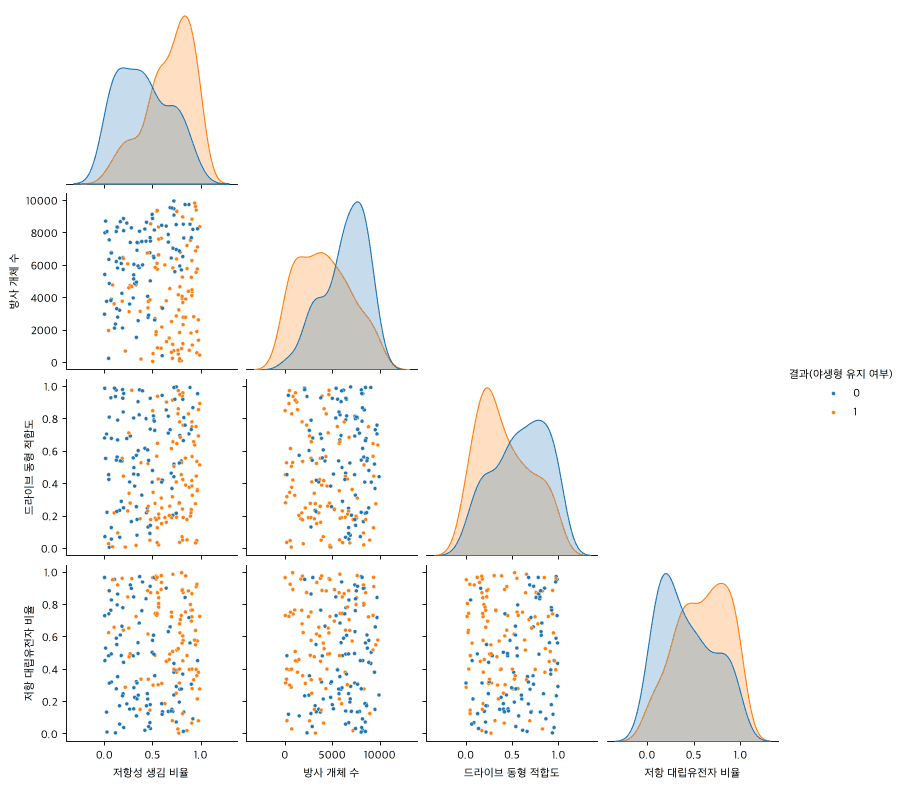 10000
8000
6000
4000
2000
0
방사 개체 수
1.0
0.8
0.6
0.4
0.2
0.0
드라이브 동형 적합도
1.0
0.8
0.6
0.4
0.2
0.0
저항 대립유전자 비율
0.0 0.5 1.0
저항성 생김 비율
0 5000 10000
방사 개체 수
0.0 0.5 1.0
드라이브 동형 적합도
0.0 0.5 1.0
저항 대립유전자 비율
결과(야생형 유지 여부)
0
1